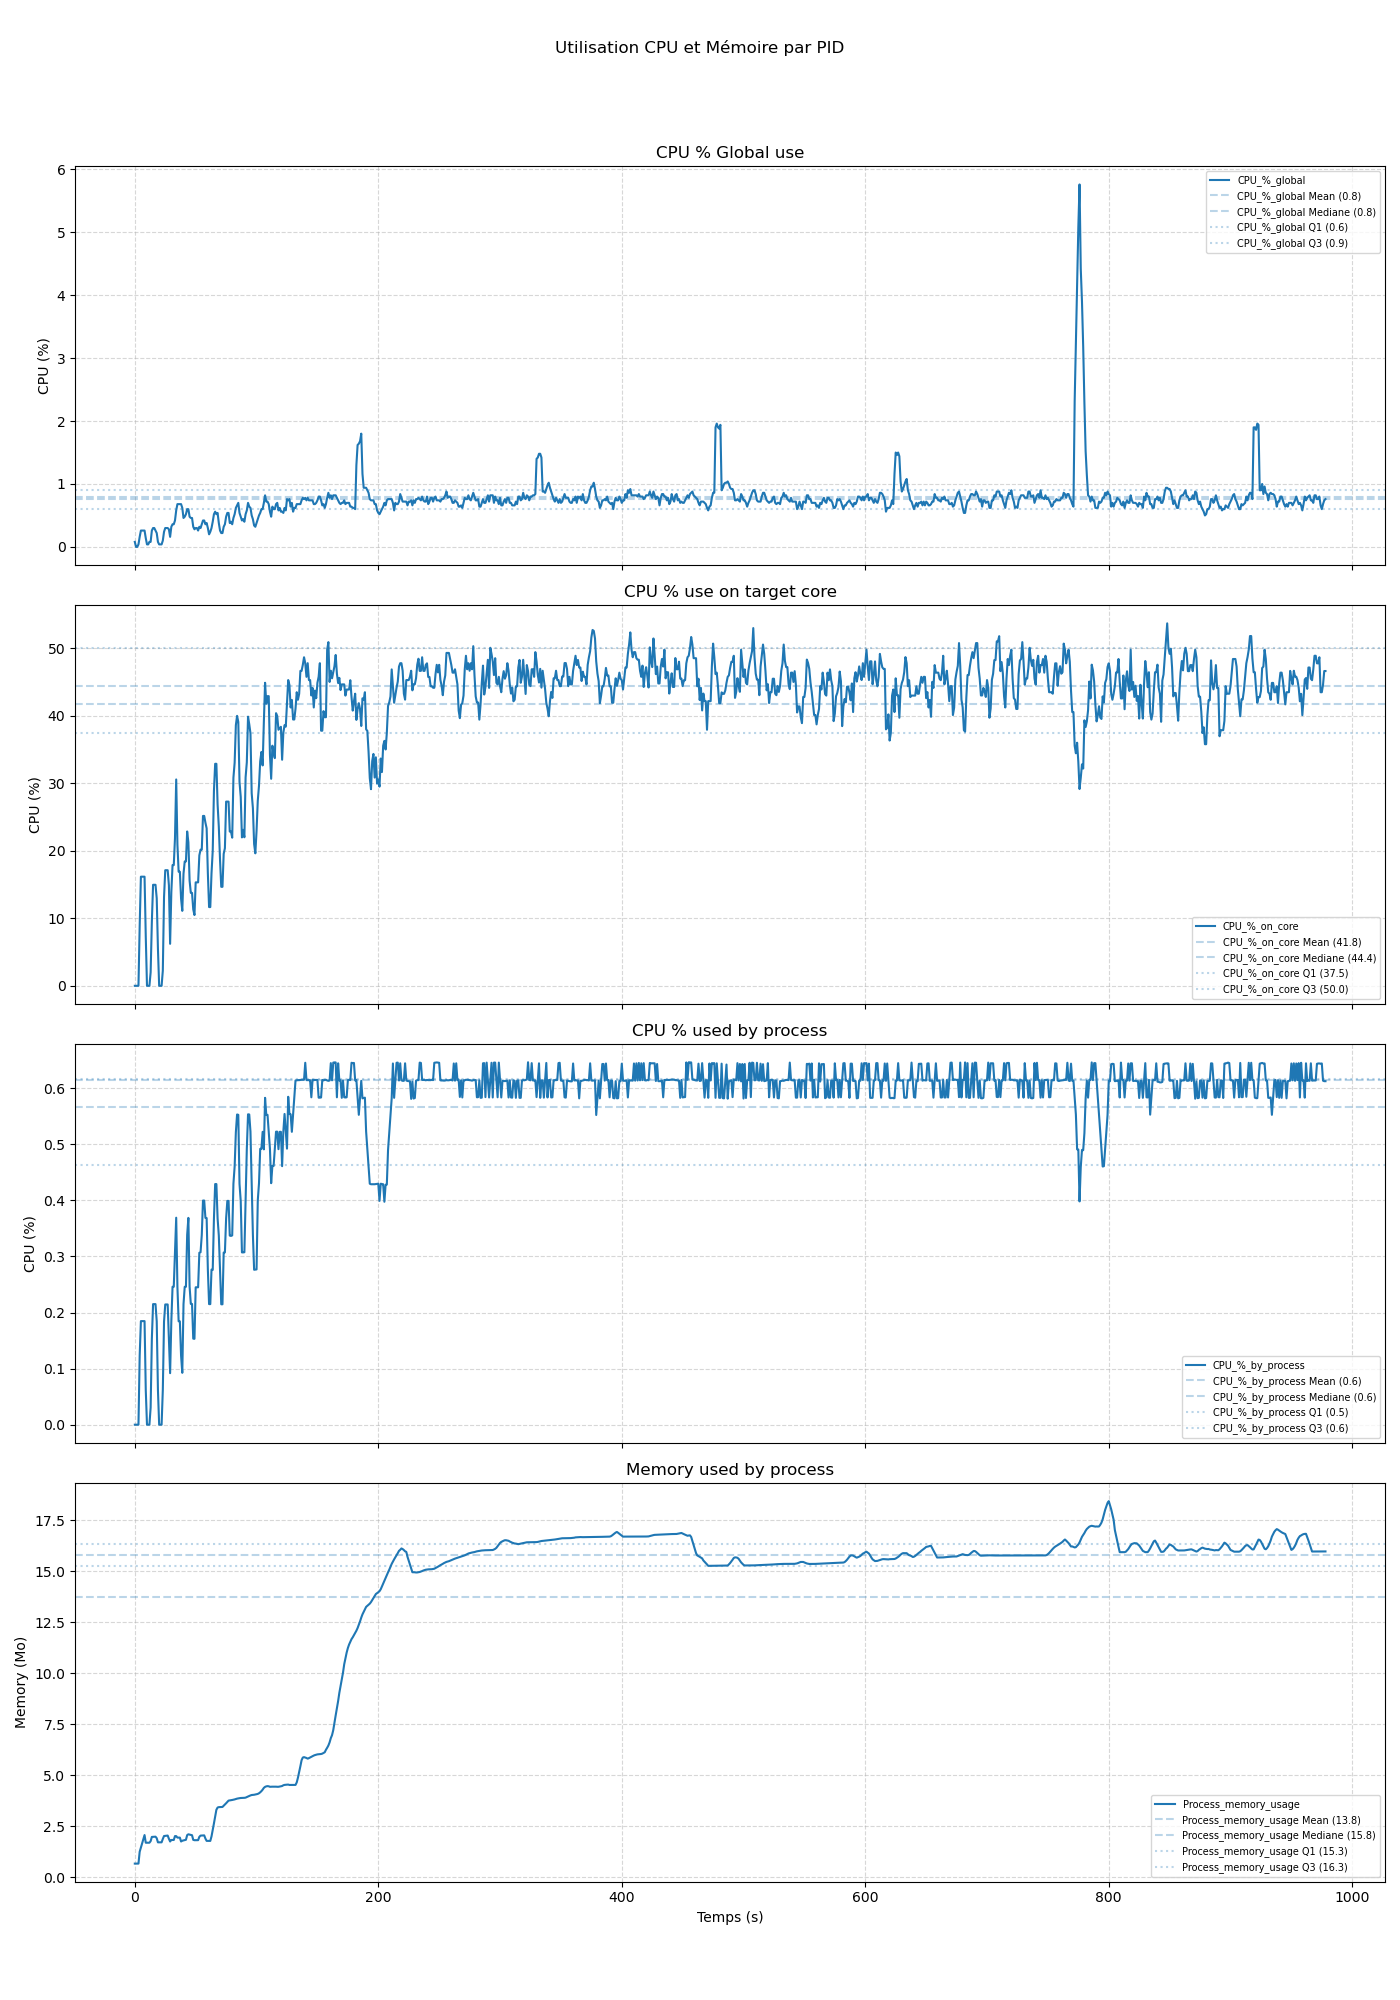 Utilisation CPU et Mémoire par PID
CPU % Global use
6
5
4
3
2
1
0
CPU (%)
CPU_%_global
CPU_%_global Mean (0.8)
CPU_%_global Mediane (0.8)
CPU_%_global Q1 (0.6)
CPU_%_global Q3 (0.9)
CPU % use on target core
50
40
30
20
10
0
CPU (%)
CPU_%_on_core
CPU_%_on_core Mean (41.8)
CPU_%_on_core Mediane (44.4)
CPU_%_on_core Q1 (37.5)
CPU_%_on_core Q3 (50.0)
CPU % used by process
0.6
0.5
0.4
0.3
0.2
0.1
0.0
CPU (%)
CPU_%_by_process
CPU_%_by_process Mean (0.6)
CPU_%_by_process Mediane (0.6)
CPU_%_by_process Q1 (0.5)
CPU_%_by_process Q3 (0.6)
Memory used by process
17.5
15.0
12.5
10.0
7.5
5.0
2.5
0.0
Memory (Mo)
Process_memory_usage
Process_memory_usage Mean (13.8)
Process_memory_usage Mediane (15.8)
Process_memory_usage Q1 (15.3)
Process_memory_usage Q3 (16.3)
0 200 400 600 800 1000
Temps (s)